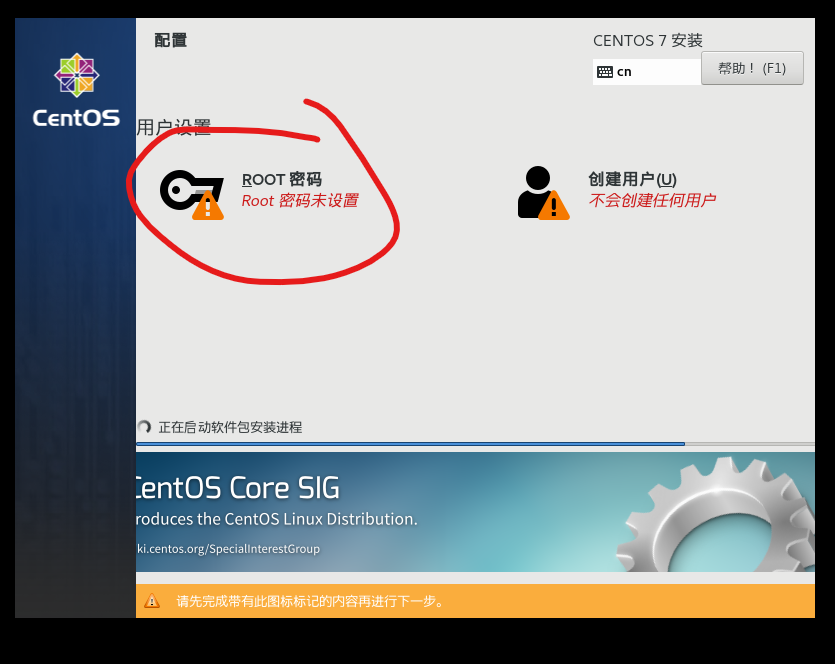 配置
CENTOS 7 安装
cn
帮助！ (F1)
CentOS
用户设置
ROOT 密码
Root 密码未设置
创建用户(U)
不会创建任何用户
正在启动软件包安装进程
CentOS Core SIG
roduces the CentOS Linux Distribution.
ki.centos.org/SpecialInterestGroup
请先完成带有此图标标记的内容再进行下一步。